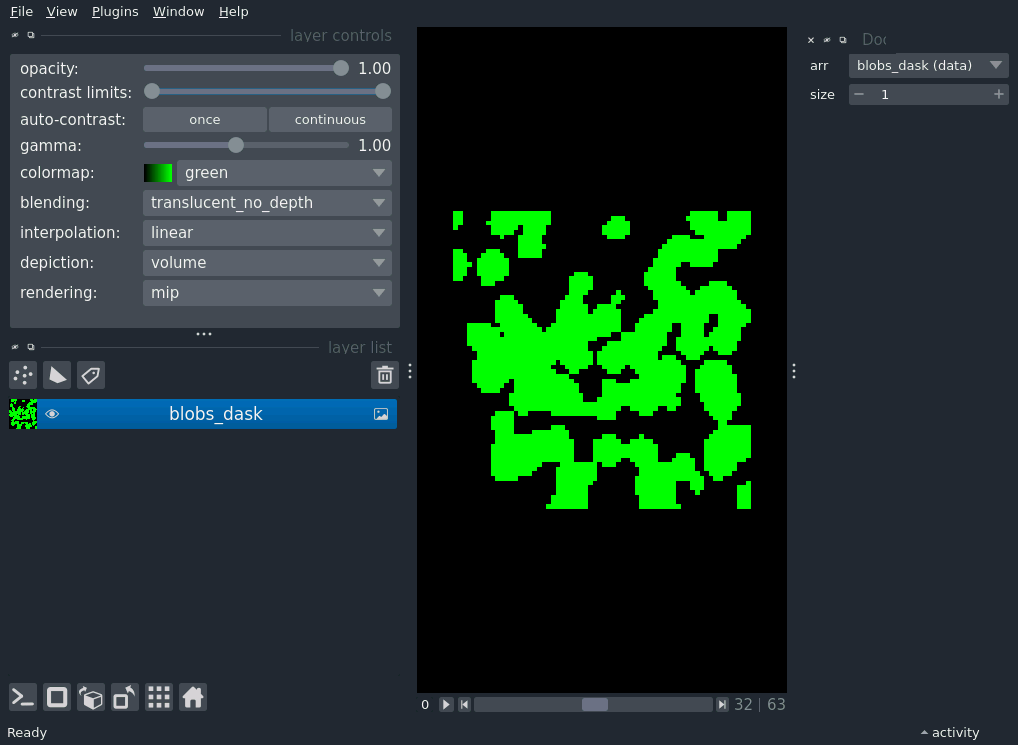 File View Plugins Window Help
layer controls
opacity: 1.00
contrast limits:
auto-contrast: once continuous
gamma: 1.00
colormap: green
blending: translucent_no_depth
interpolation: linear
depiction: volume
rendering: mip
layer list
blobs_dask
arr blobs_dask (data)
size 1
0 32 | 63
Ready
activity